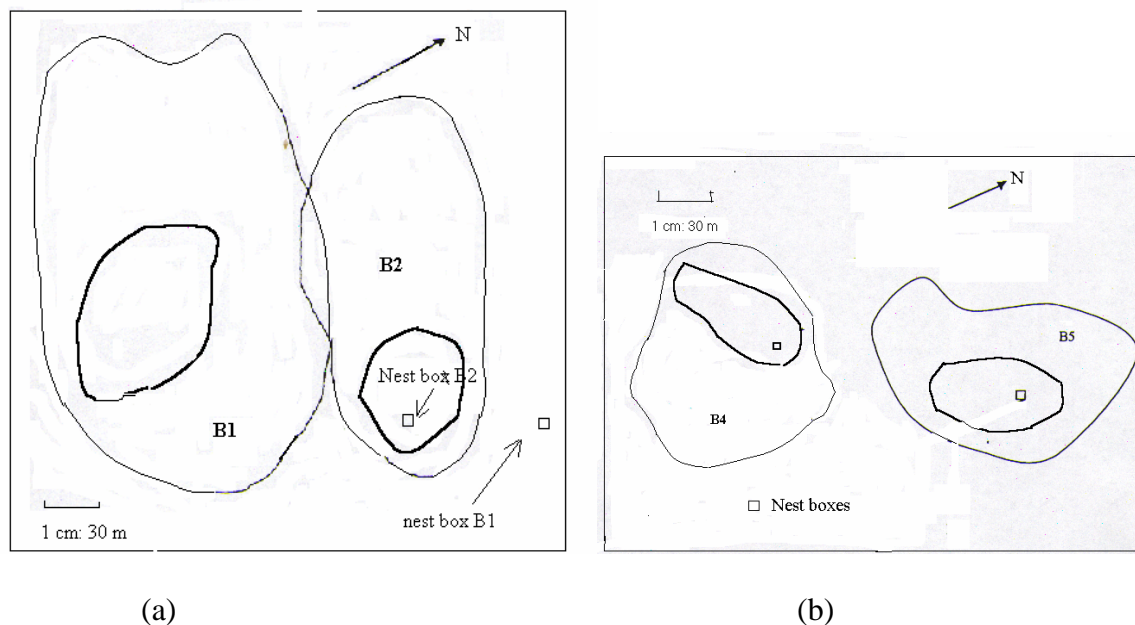 N
B2
Nest box B2
B1
nest box B1
1 cm: 30 m
(a)
N
1 cm: 30 m
B5
B4
Nest boxes
(b)